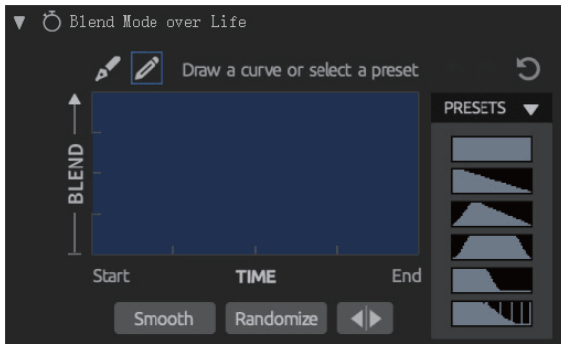 Blend Mode over Life
Draw a curve or select a preset
PRESETS
BLEND
Start
TIME
End
Smooth
Randomize